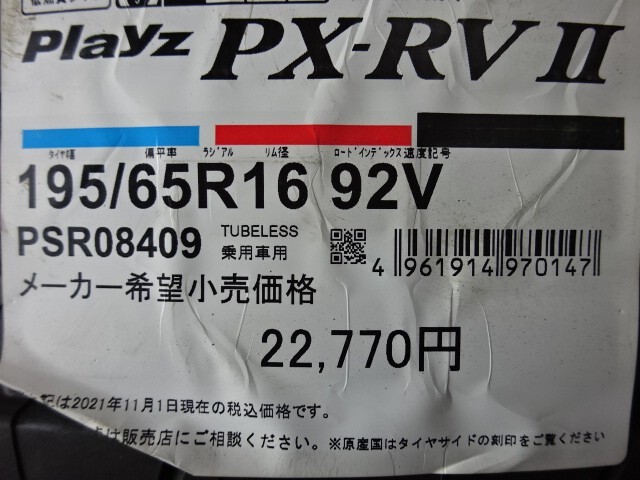 Playz PX-RV II
タイヤ幅 偏平率 ラジアル リム径 ロードインデックス 速度記号
195/65R16 92V
PSR08409 TUBELESS 乗用車用
4 961914 970147
メーカー希望小売価格
22,770円
記は2021年11月1日現在の税込価格です。
は販売店にご相談ください。※原産国はタイヤサイドの刻印をご覧ください